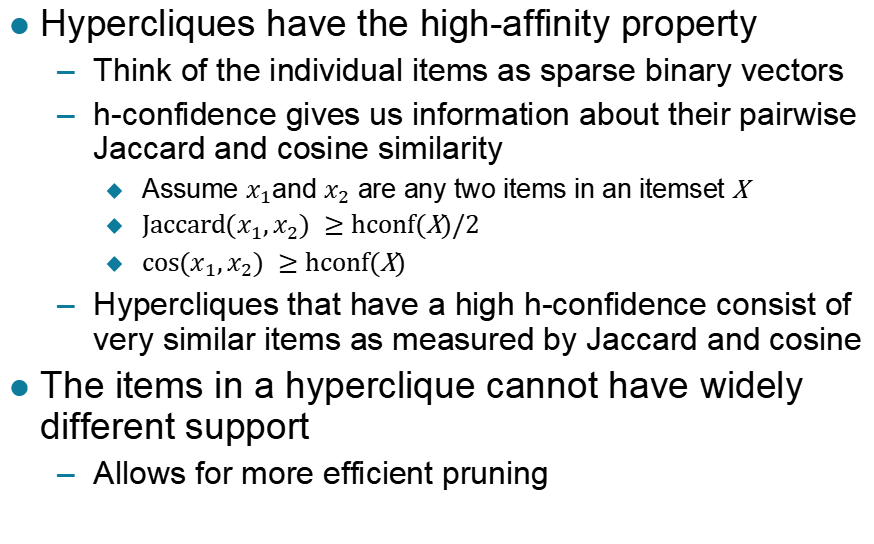 ● Hypercliques have the high-affinity property
– Think of the individual items as sparse binary vectors
– h-confidence gives us information about their pairwise
Jaccard and cosine similarity
◆ Assume x₁and x₂ are any two items in an itemset X
◆ Jaccard(x₁, x₂) ≥ hconf(X)/2
◆ cos(x₁, x₂) ≥ hconf(X)
– Hypercliques that have a high h-confidence consist of
very similar items as measured by Jaccard and cosine
● The items in a hyperclique cannot have widely
different support
– Allows for more efficient pruning